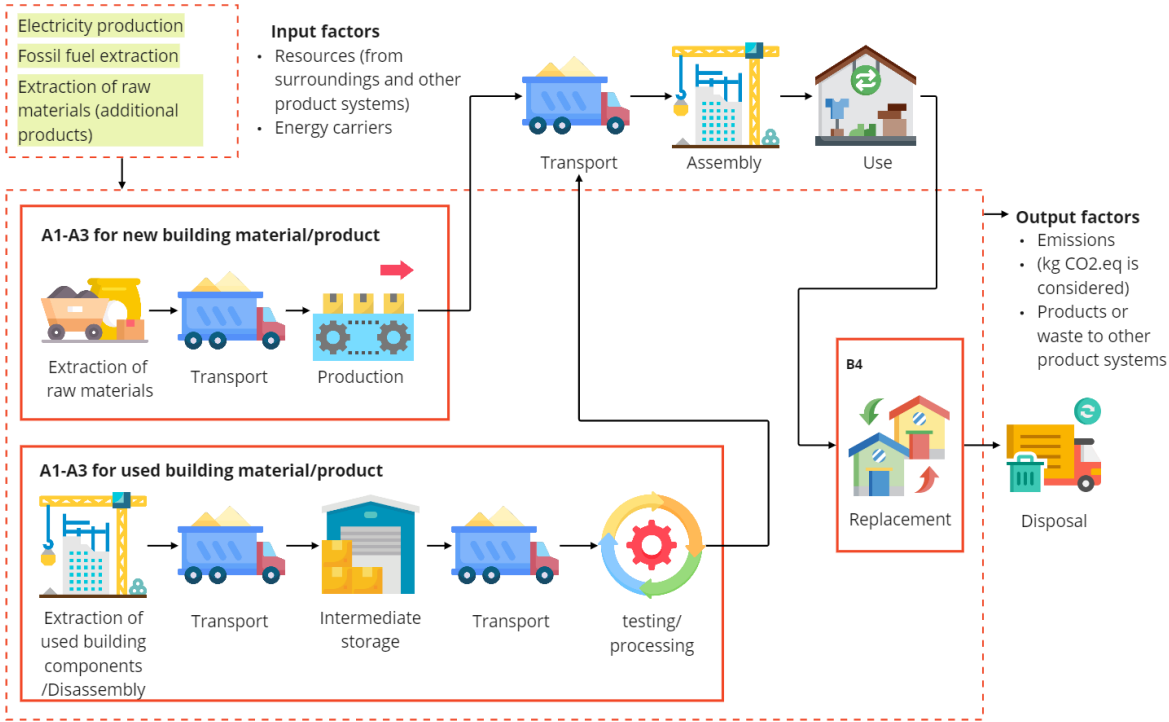 Electricity production
Fossil fuel extraction
Extraction of raw
materials (additional
products)
Input factors
• Resources (from
surroundings and other
product systems)
• Energy carriers
Transport
Assembly
Use
A1-A3 for new building material/product
Extraction of
raw materials
Transport
Production
Output factors
• Emissions
• (kg CO2.eq is
considered)
• Products or
waste to other
product systems
B4
Replacement
Disposal
A1-A3 for used building material/product
Extraction of
used building
components
/Disassembly
Transport
Intermediate
storage
Transport
testing/
processing